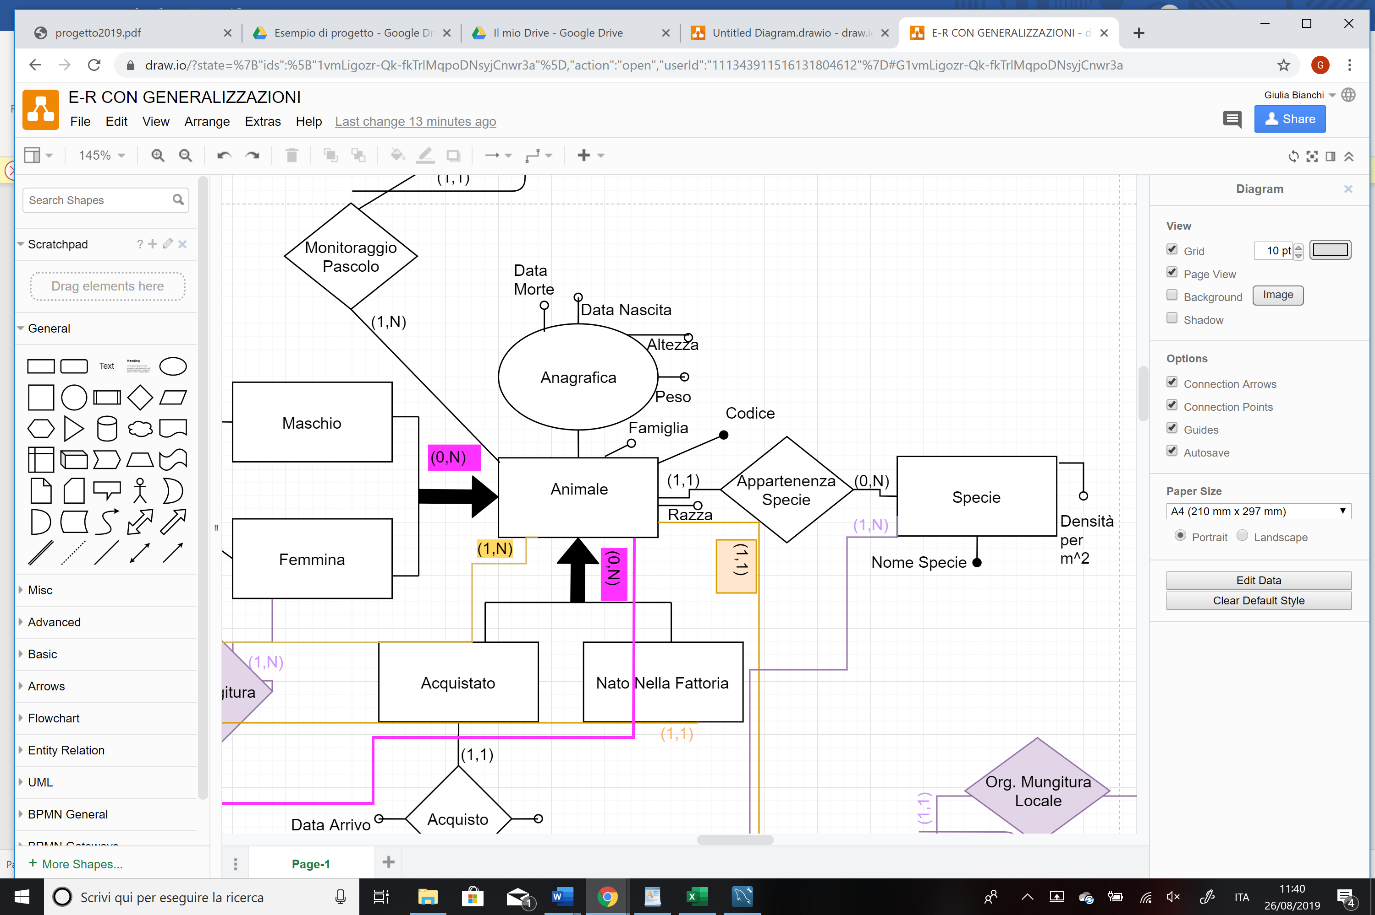 progetto2019.pdf
Esempio di progetto - Google Dr
Il mio Drive - Google Drive
Untitled Diagram.drawio - draw.i
E-R CON GENERALIZZAZIONI - d
draw.io/?state=%7B"ids":%5B"1vmLigozr-Qk-fkTrlMqpoDNsyjCnwr3a"%5D,"action":"open","userId":"111343911516131804612"%7D#G1vmLigozr-Qk-fkTrlMqpoDNsyjCnwr3a
G
E-R CON GENERALIZZAZIONI
Giulia Bianchi
File Edit View Arrange Extras Help Last change 13 minutes ago
Share
145%
Search Shapes
Scratchpad
?
Drag elements here
General
Text
Heading
Misc
Advanced
Basic
Arrows
Flowchart
Entity Relation
UML
BPMN General
BPMN Gateways
+ More Shapes...
(1,1)
Monitoraggio
Pascolo
(1,N)
Data
Morte
Data Nascita
Altezza
Anagrafica
Peso
Codice
Famiglia
Maschio
(0,N)
Animale
(1,1)
Razza
Appartenenza
Specie
(0,N)
Specie
(1,N)
Densità
per
m^2
Nome Specie
Femmina
(1,N)
(0,N)
(1,1)
(1,N)
gitura
Acquistato
Nato Nella Fattoria
(1,1)
(1,1)
Data Arrivo
Acquisto
Org. Mungitura
Locale
(1,1)
Page-1
Diagram
View
Grid
10 pt
Page View
Background
Image
Shadow
Options
Connection Arrows
Connection Points
Guides
Autosave
Paper Size
A4 (210 mm x 297 mm)
Portrait
Landscape
Edit Data
Clear Default Style
Scrivi qui per eseguire la ricerca
1
ITA
11:40
26/08/2019
4